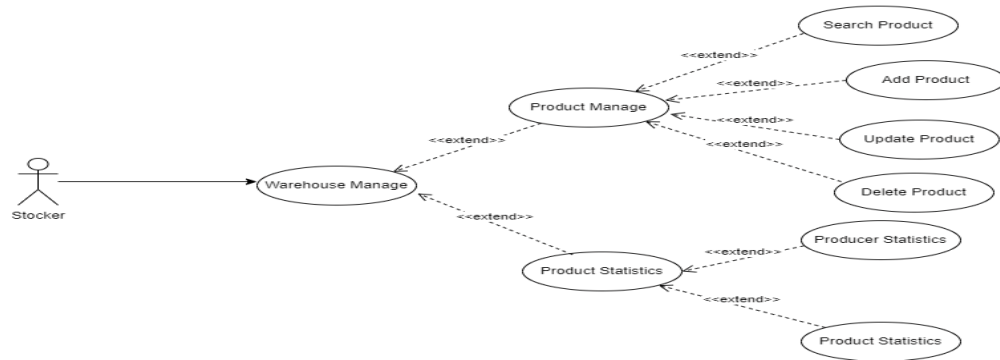 Search Product
<<extend>>
Add Product
<<extend>>
Product Manage
<<extend>>
Update Product
<<extend>>
<<extend>>
Warehouse Manage
Delete Product
Stocker
<<extend>>
Producer Statistics
<<extend>>
Product Statistics
<<extend>>
Product Statistics